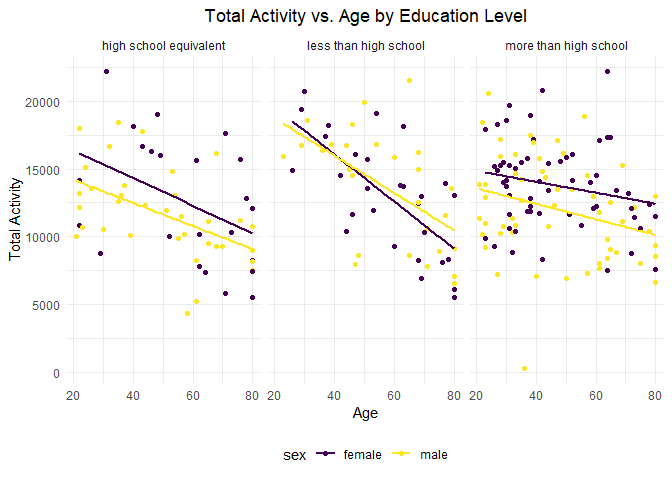 Total Activity vs. Age by Education Level
high school equivalent
less than high school
more than high school
Total Activity
20000
15000
10000
5000
0
20 40 60 80
20 40 60 80
20 40 60 80
Age
sex female male